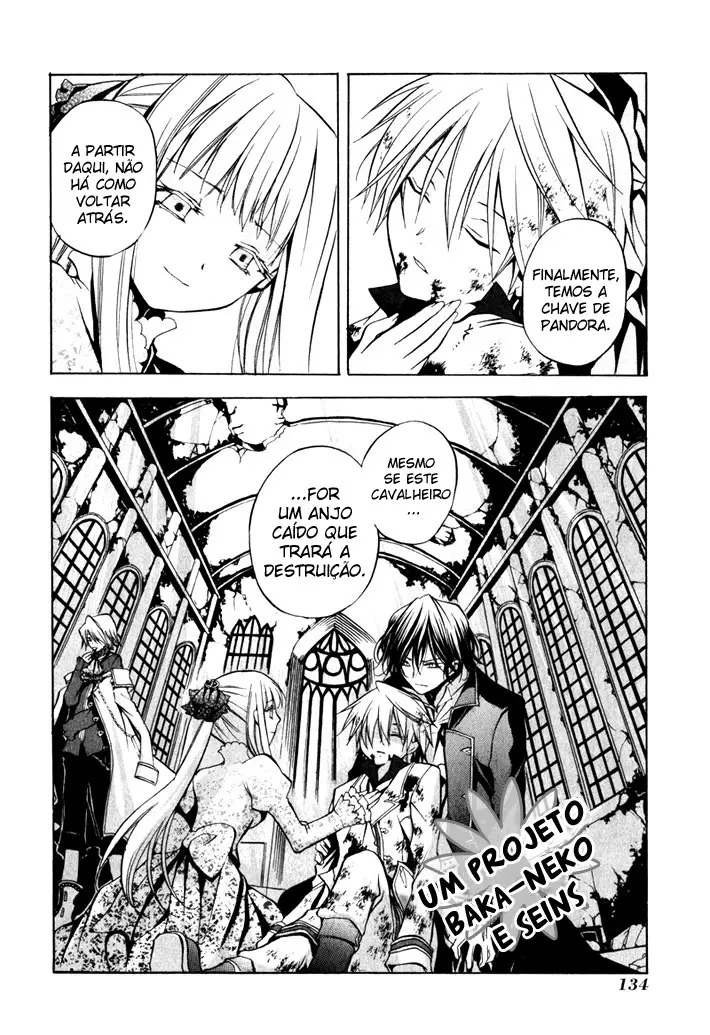 FINALMENTE,
TEMOS A
CHAVE DE
PANDORA.
A PARTIR
DAQUI, NÃO
HÁ COMO
VOLTAR
ATRÁS.
MESMO
SE ESTE
CAVALHEIRO
...
...FOR
UM ANJO
CAÍDO QUE
TRARÁ A
DESTRUIÇÃO.
UM PROJETO
BAKA-NEKO
E SEINS
134